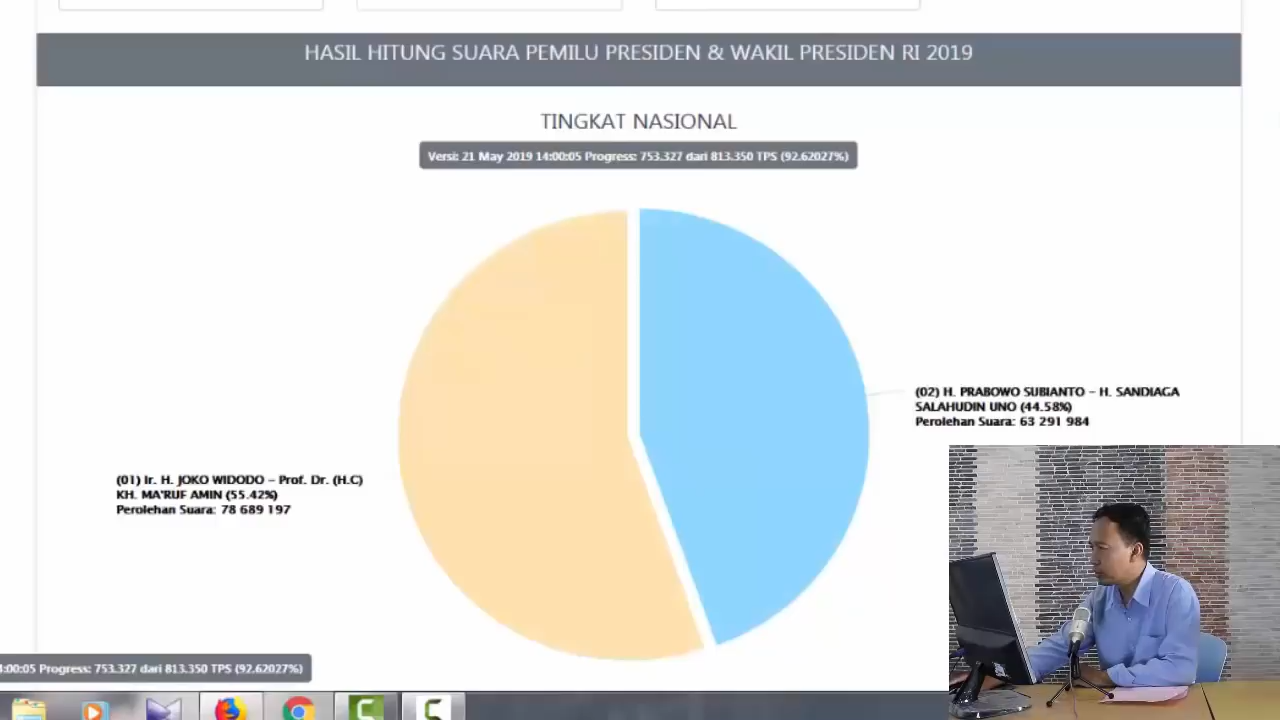 HASIL HITUNG SUARA PEMILU PRESIDEN & WAKIL PRESIDEN RI 2019
TINGKAT NASIONAL
Versi: 21 May 2019 14:00:05 Progress: 753.327 dari 813.350 TPS (92.62027%)
(02) H. PRABOWO SUBIANTO - H. SANDIAGA
SALAHUDIN UNO (44.58%)
Perolehan Suara: 63 291 984
(01) Ir. H. JOKO WIDODO - Prof. Dr. (H.C)
KH. MA'RUF AMIN (55.42%)
Perolehan Suara: 78 689 197
4:00:05 Progress: 753.327 dari 813.350 TPS (92.62027%)